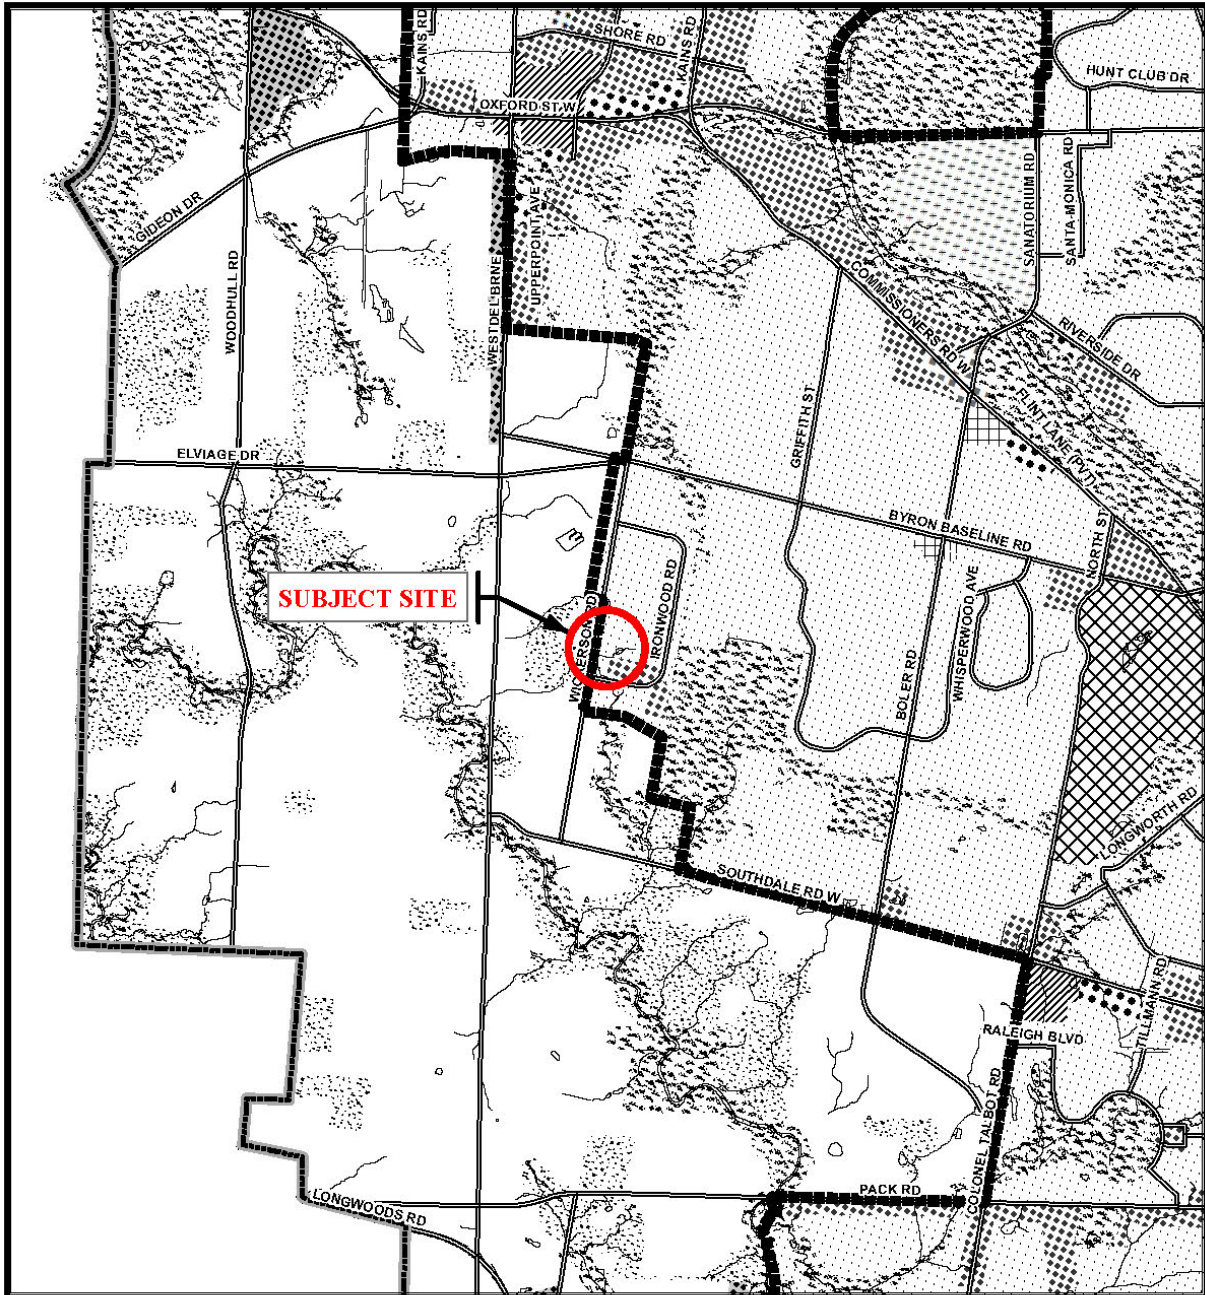 KAINS RD
SHORE RD
KAINS RD
HUNT CLUB DR
OXFORD ST W
SANATORIUM RD
SANTA MONICA RD
GIDEON DR
UPPERPOINT AVE
WOODHULL RD
WESTDEL BRNE
COMMISSIONERS RD W
RIVERSIDE DR
GRIFFITH ST
FLINT LANE (PVT)
ELVIAGE DR
BYRON BASELINE RD
NORTH ST
SUBJECT SITE
WICKERSON RD
IRONWOOD RD
WHISPERWOOD AVE
BOLER RD
LONGWORTH RD
SOUTHDALE RD W
TILLMANN RD
RALEIGH BLVD
COLONEL TALBOT RD
PACK RD
LONGWOODS RD